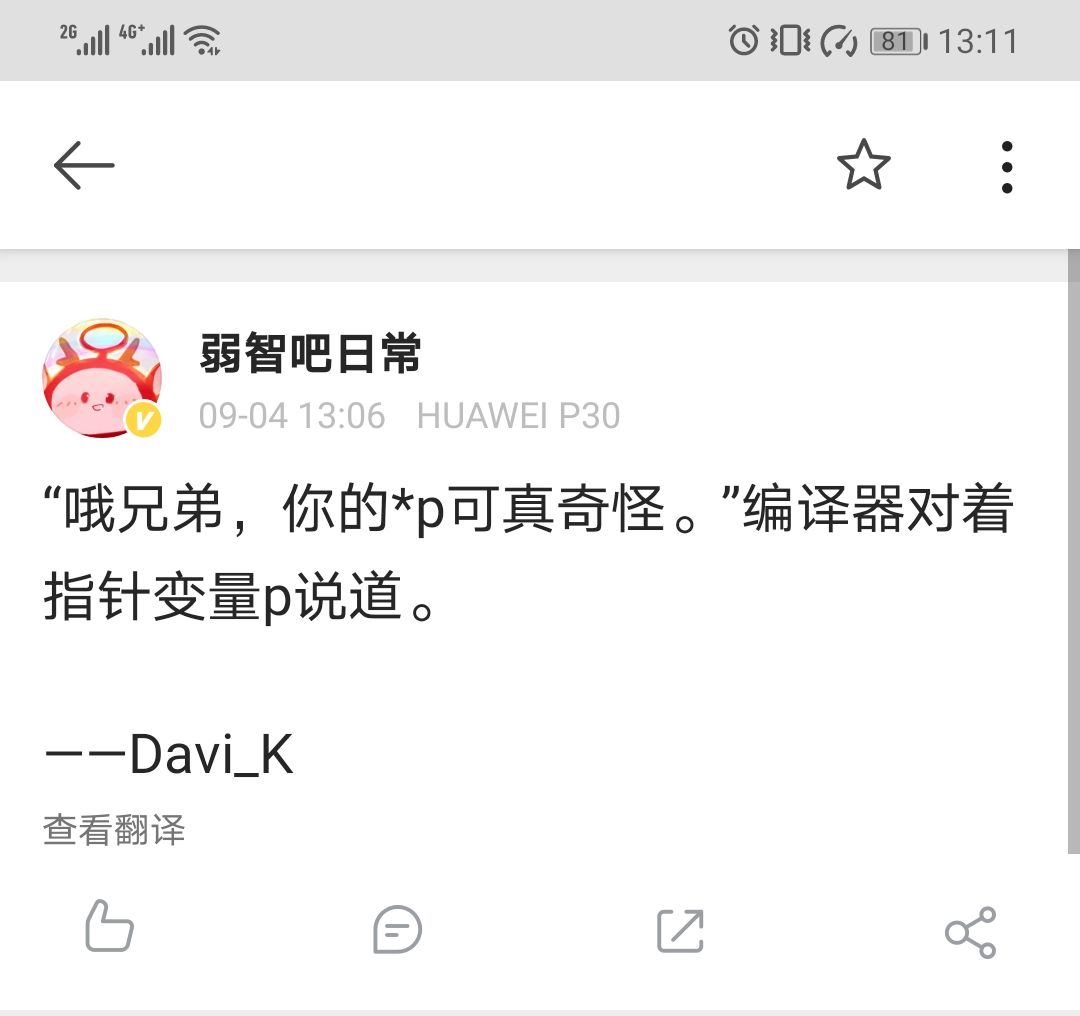 2G 4G+ 81 13:11
弱智吧日常
09-04 13:06 HUAWEI P30
“哦兄弟，你的*p可真奇怪。”编译器对着
指针变量p说道。
——Davi_K
查看翻译